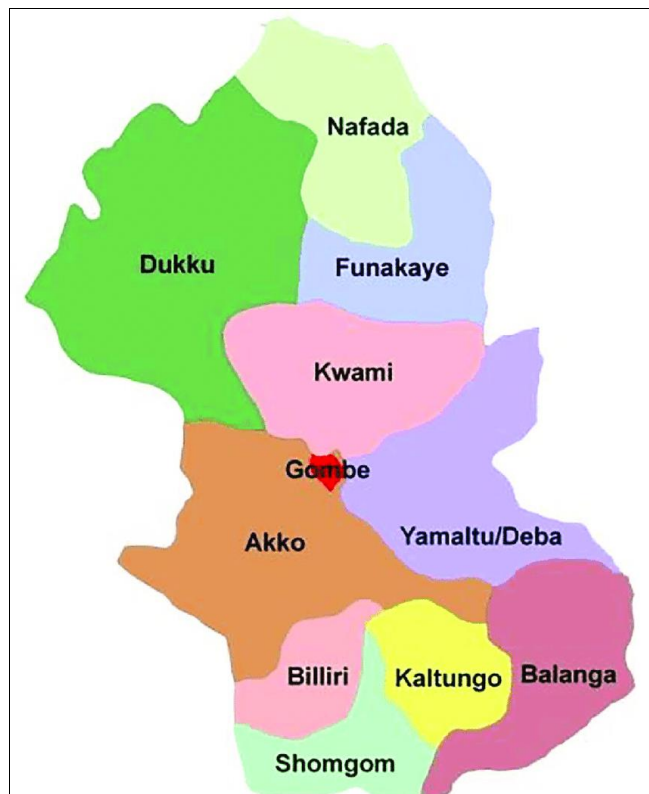 Nafada
Dukku
Funakaye
Kwami
Gombe
Akko
Yamaltu/Deba
Billiri
Kaltungo
Balanga
Shomgom